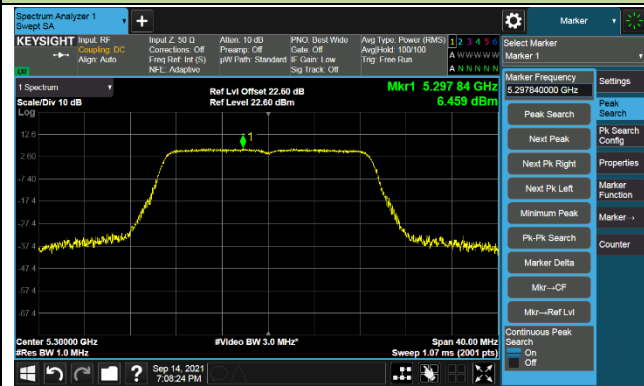 Spectrum Analyzer 1
Swept SA
Marker
KEYSIGHT
Input: RF
Coupling: DC
Align: Auto
Input Z: 50 Ω
Corrections: Off
Freq Ref: Int (S)
NFE: Adaptive
Atten: 10 dB
Preamp: Off
µW Path: Standard
PNO: Best Wide
Gate: Off
IF Gain: Low
Sig Track: Off
Avg Type: Power (RMS)
Avg|Hold: 100/100
Trig: Free Run
1 2 3 4 5 6
A W W W W W
A N N N N N
Select Marker
Marker 1
LXI
1 Spectrum
Scale/Div 10 dB
Ref Lvl Offset 22.60 dB
Ref Level 22.60 dBm
Mkr1 5.297 84 GHz
6.459 dBm
Log
12.6
2.60
-7.40
-17.4
-27.4
-37.4
-47.4
-57.4
-67.4
1
Center 5.30000 GHz
#Res BW 1.0 MHz
#Video BW 3.0 MHz*
Span 40.00 MHz
Sweep 1.07 ms (2001 pts)
Marker Frequency
5.297840000 GHz
Peak Search
Next Peak
Next Pk Right
Next Pk Left
Minimum Peak
Pk-Pk Search
Marker Delta
Mkr→CF
Mkr→Ref Lvl
Continuous Peak
Search
On
Off
Settings
Peak
Search
Pk Search
Config
Properties
Marker
Function
Marker→
Counter
Sep 14, 2021
7:08:24 PM